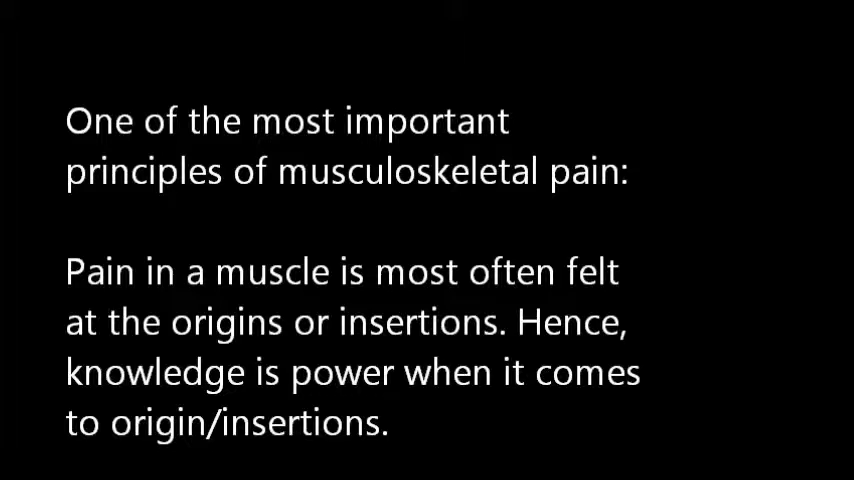 One of the most important
principles of musculoskeletal pain:
Pain in a muscle is most often felt
at the origins or insertions. Hence,
knowledge is power when it comes
to origin/insertions.